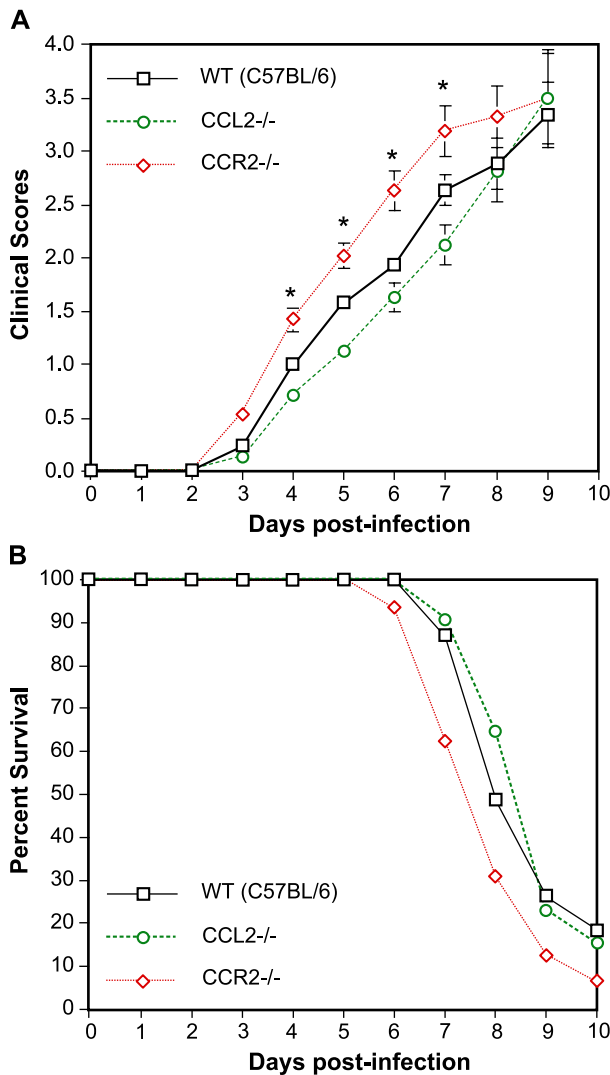 A
4.0
3.5
3.0
2.5
2.0
1.5
1.0
0.5
0.0
Clinical Scores
WT (C57BL/6)
CCL2-/-
CCR2-/-
* * * *
0 1 2 3 4 5 6 7 8 9 10
Days post-infection
B
100
90
80
70
60
50
40
30
20
10
0
Percent Survival
WT (C57BL/6)
CCL2-/-
CCR2-/-
0 1 2 3 4 5 6 7 8 9 10
Days post-infection